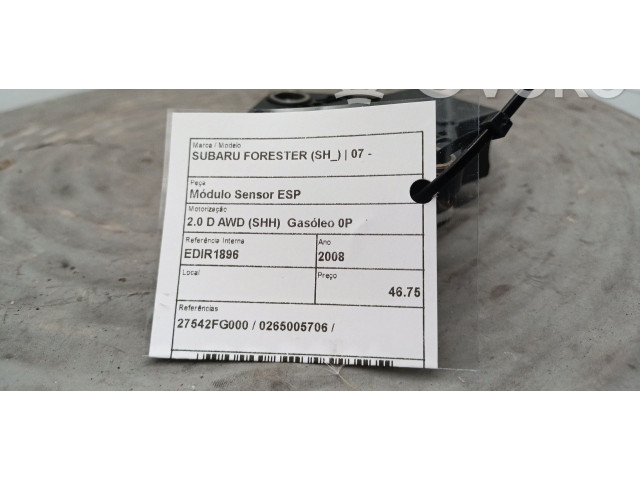 Marca / Modelo
SUBARU FORESTER (SH_) | 07 -
Peça
Módulo Sensor ESP
Motorização
2.0 D AWD (SHH) Gasóleo 0P
Referência Interna
EDIR1896
Ano
2008
Local
Preço
46.75
Referências
27542FG000 / 0265005706 /